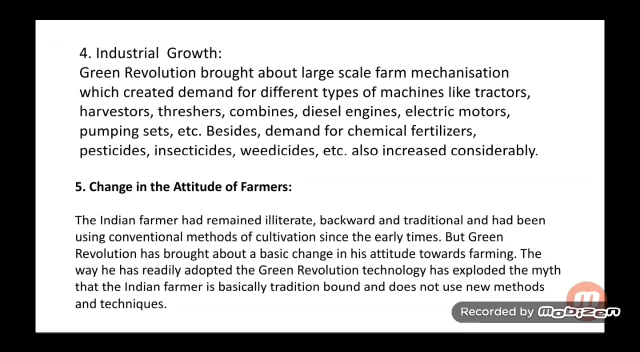 4. Industrial Growth:
Green Revolution brought about large scale farm mechanisation
which created demand for different types of machines like tractors,
harvestors, threshers, combines, diesel engines, electric motors,
pumping sets, etc. Besides, demand for chemical fertilizers,
pesticides, insecticides, weedicides, etc. also increased considerably.
5. Change in the Attitude of Farmers:
The Indian farmer had remained illiterate, backward and traditional and had been
using conventional methods of cultivation since the early times. But Green
Revolution has brought about a basic change in his attitude towards farming. The
way he has readily adopted the Green Revolution technology has exploded the myth
that the Indian farmer is basically tradition bound and does not use new methods
and techniques.
Recorded by Mobizen